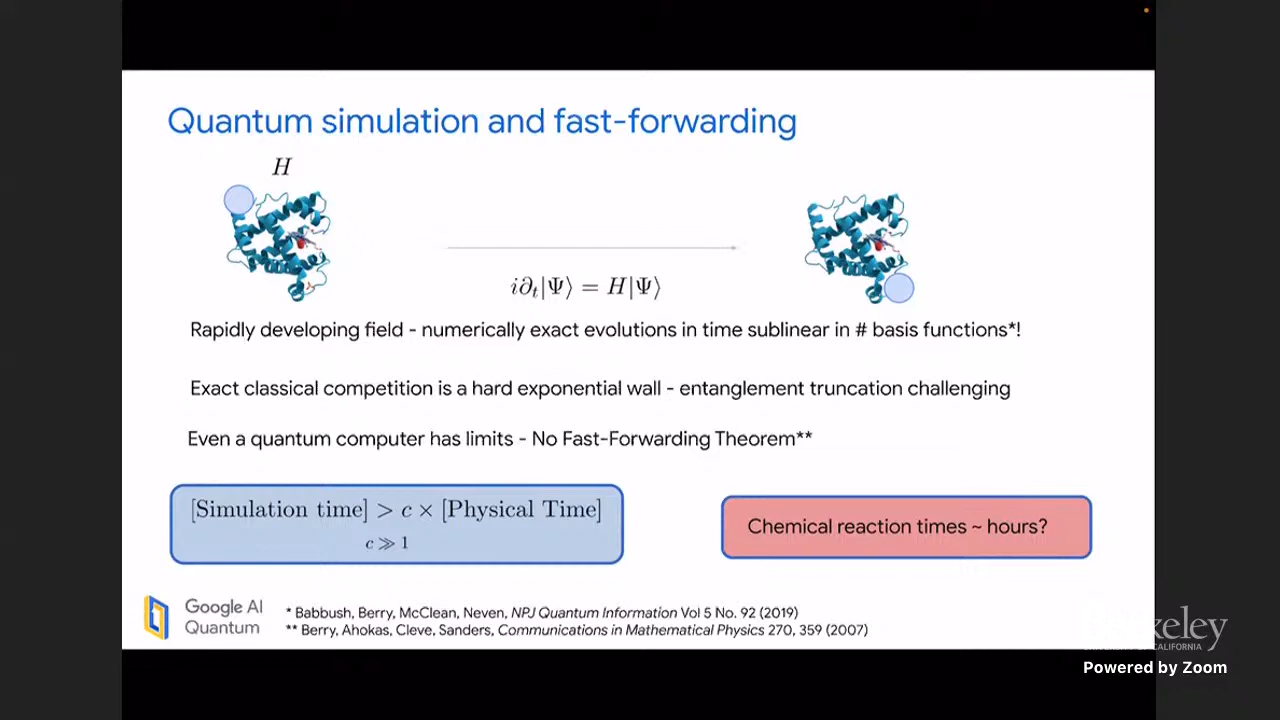 Quantum simulation and fast-forwarding
H
i∂ₜ|Ψ⟩ = H|Ψ⟩
Rapidly developing field - numerically exact evolutions in time sublinear in # basis functions*!
Exact classical competition is a hard exponential wall - entanglement truncation challenging
Even a quantum computer has limits - No Fast-Forwarding Theorem**
[Simulation time] > c × [Physical Time]
c ≫ 1
Chemical reaction times ~ hours?
Google AI
Quantum
* Babbush, Berry, McClean, Neven, NPJ Quantum Information Vol 5 No. 92 (2019)
** Berry, Ahokas, Cleve, Sanders, Communications in Mathematical Physics 270, 359 (2007)
OF CALIFORNIA
Powered by Zoom